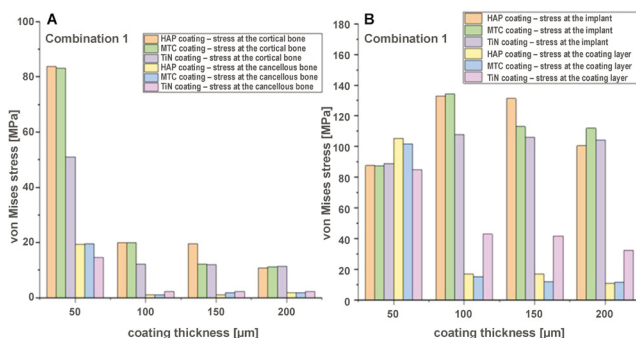 A
Combination 1
HAP coating – stress at the cortical bone
MTC coating – stress at the cortical bone
TiN coating – stress at the cortical bone
HAP coating – stress at the cancellous bone
MTC coating – stress at the cancellous bone
TiN coating – stress at the cancellous bone
von Mises stress [MPa]
100
80
60
40
20
0
50
100
150
200
coating thickness [μm]
B
Combination 1
HAP coating – stress at the implant
MTC coating – stress at the implant
TiN coating – stress at the implant
HAP coating – stress at the coating layer
MTC coating – stress at the coating layer
TiN coating – stress at the coating layer
von Mises stress [MPa]
180
160
140
120
100
80
60
40
20
0
50
100
150
200
coating thickness [μm]